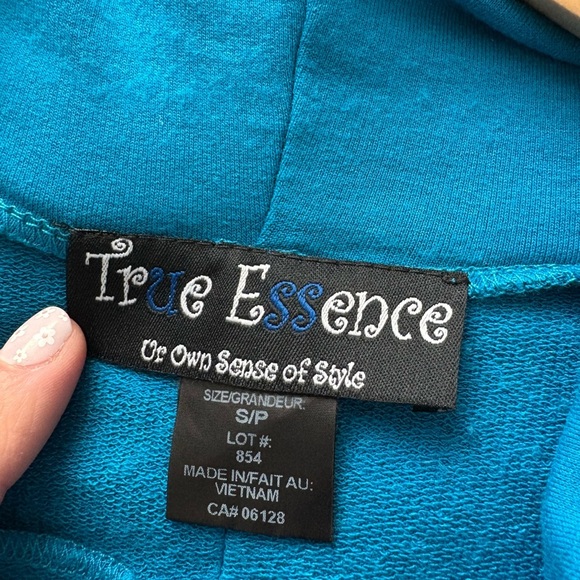 True Essence
Ur Own Sense of Style
SIZE/GRANDEUR:
S/P
LOT #:
854
MADE IN/FAIT AU:
VIETNAM
CA# 06128